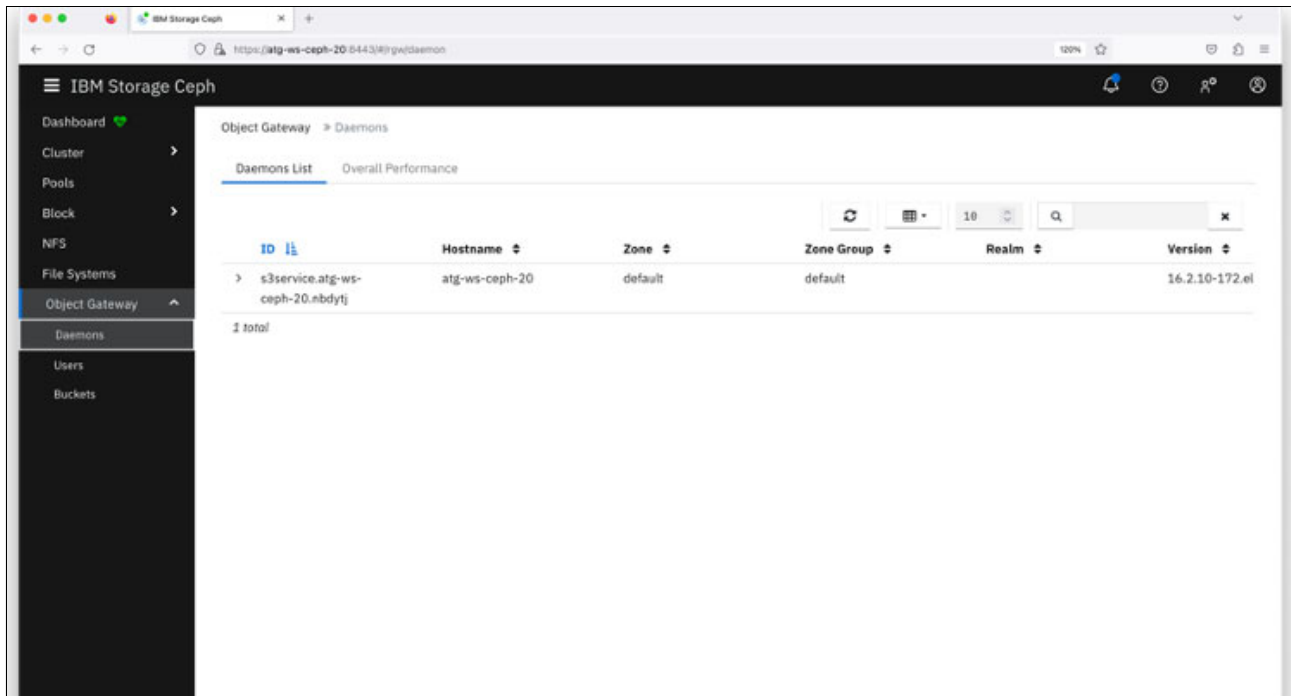 IBM Storage Ceph
https://atg-ws-ceph-20:8443/#/rgw/daemon
120%
IBM Storage Ceph
Dashboard
Object Gateway » Daemons
Cluster
Daemons List Overall Performance
Pools
Block
10
NFS
ID Hostname Zone Zone Group Realm Version
File Systems
s3service.atg-ws- atg-ws-ceph-20 default default 16.2.10-172.el
ceph-20.nbdytj
Object Gateway
1 total
Daemons
Users
Buckets